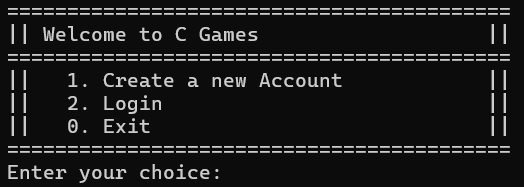 ==========================================
|| Welcome to C Games                   ||
==========================================
||   1. Create a new Account            ||
||   2. Login                           ||
||   0. Exit                            ||
==========================================
Enter your choice: